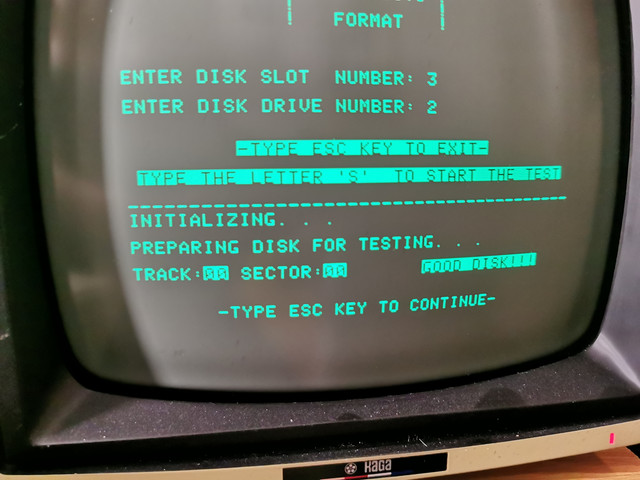 FORMAT
ENTER DISK SLOT NUMBER: 3
ENTER DISK DRIVE NUMBER: 2
-TYPE ESC KEY TO EXIT-
TYPE THE LETTER 'S' TO START THE TEST
INITIALIZING. . .
PREPARING DISK FOR TESTING. . .
TRACK:00 SECTOR:00 GOOD DISK!!!
-TYPE ESC KEY TO CONTINUE-
KAGA